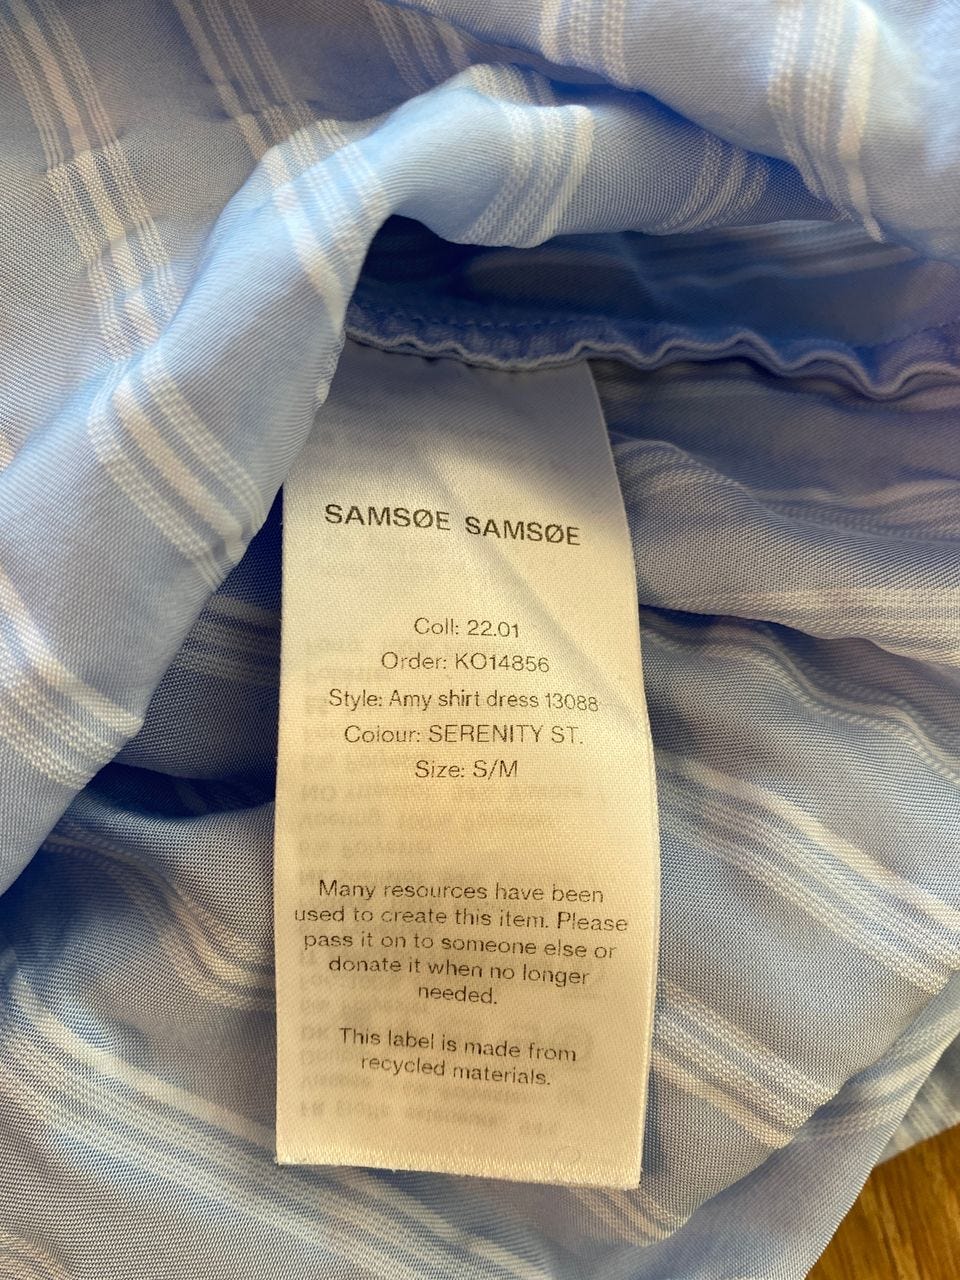 SAMSØE SAMSØE
Coll: 22.01
Order: KO14856
Style: Amy shirt dress 13088
Colour: SERENITY ST.
Size: S/M
Many resources have been
used to create this item. Please
pass it on to someone else or
donate it when no longer
needed.
This label is made from
recycled materials.